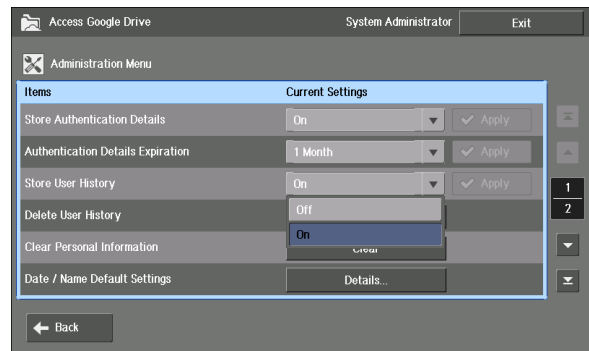 Access Google Drive System Administrator Exit
Administration Menu
Items Current Settings
Store Authentication Details On Apply
Authentication Details Expiration 1 Month Apply
Store User History On Apply
1
Off
Delete User History 2
On
Clear Personal Information Clear
Date / Name Default Settings Details...
Back